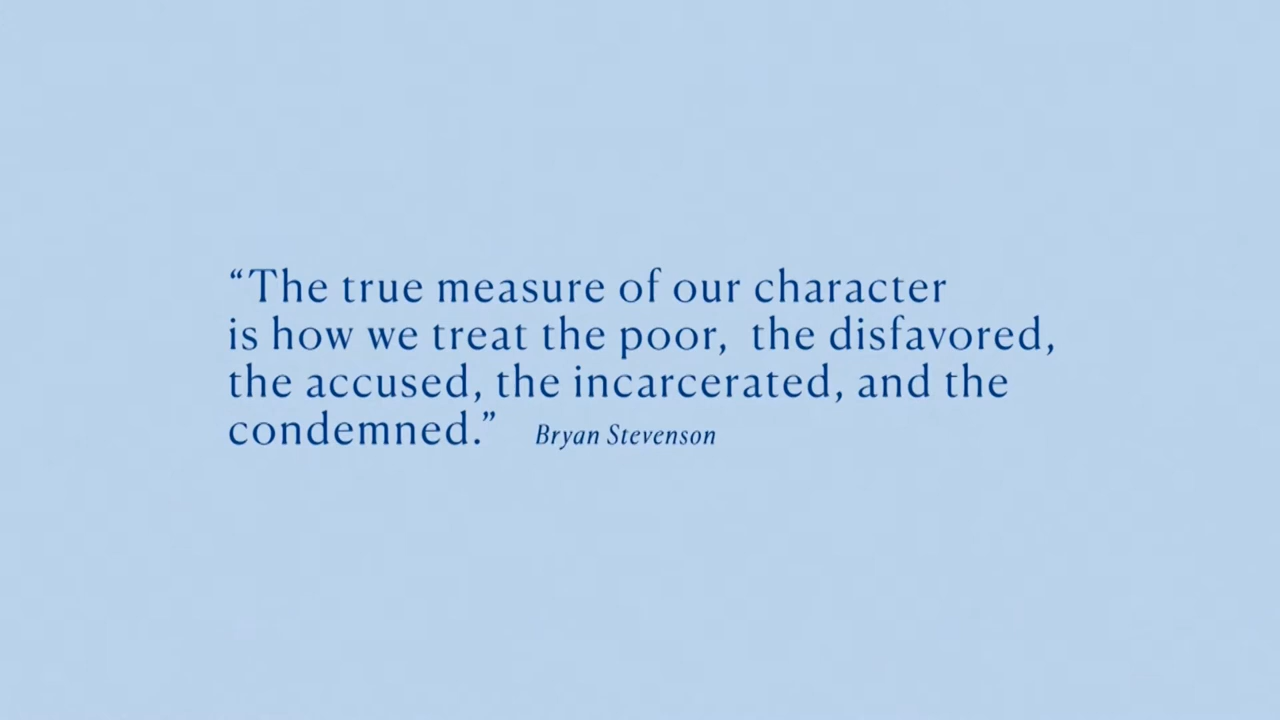 “The true measure of our character
is how we treat the poor,  the disfavored,
the accused, the incarcerated, and the
condemned.” Bryan Stevenson